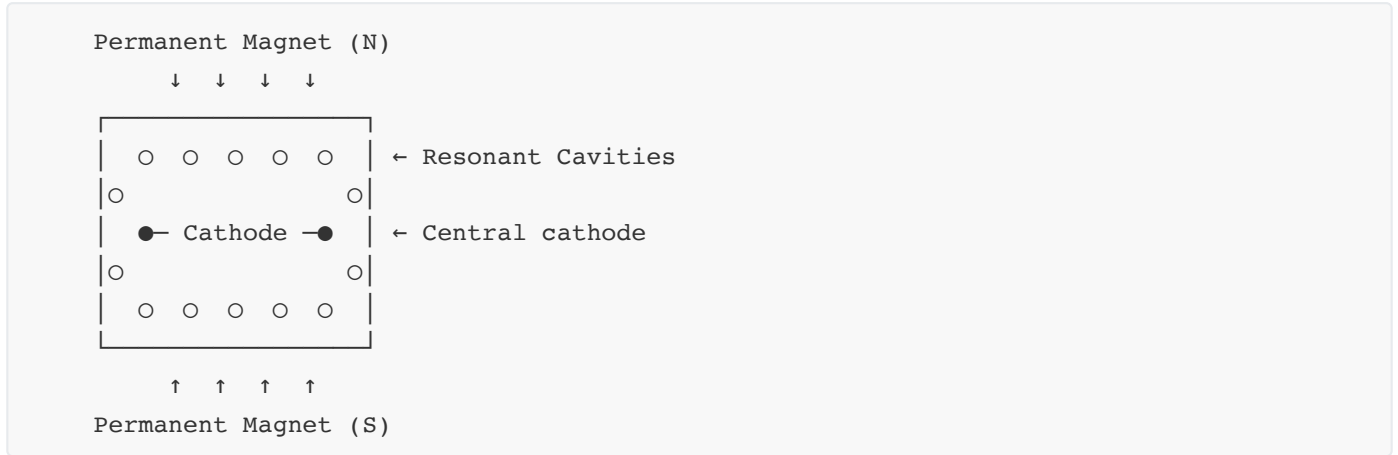 Permanent Magnet (N)
↓ ↓ ↓ ↓
┌─────────────────┐
│ ○ ○ ○ ○ ○ │ ← Resonant Cavities
│○ ○│
│ ●─ Cathode ─● │ ← Central cathode
│○ ○│
│ ○ ○ ○ ○ ○ │
└─────────────────┘
↑ ↑ ↑ ↑
Permanent Magnet (S)